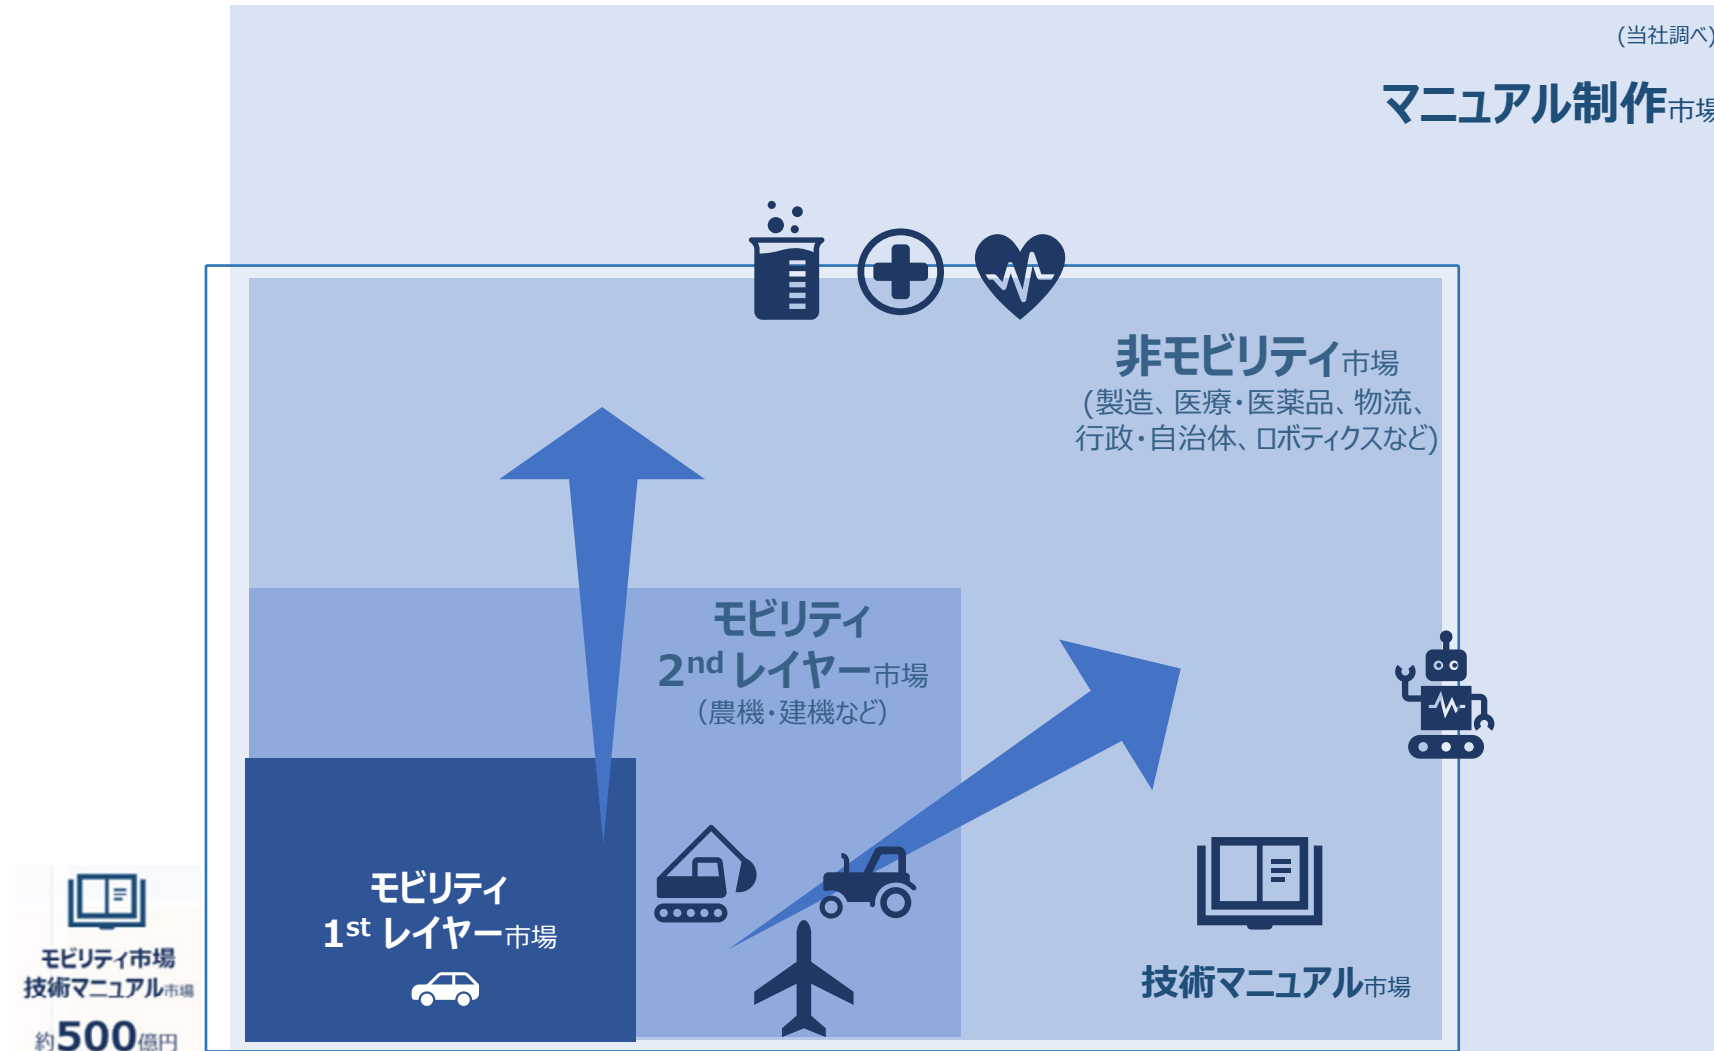 (当社調べ)
マニュアル制作市場
非モビリティ市場
(製造、医療・医薬品、物流、
行政・自治体、ロボティクスなど)
モビリティ
2nd レイヤー市場
(農機・建機など)
モビリティ
1st レイヤー市場
技術マニュアル市場
モビリティ市場
技術マニュアル市場
約500億円